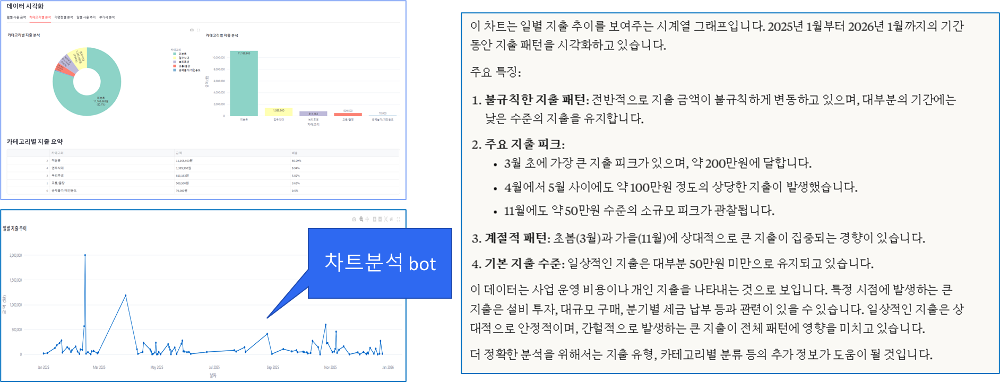 데이터 시각화
월별 사용 금액 카테고리별 분석 가맹점별 분석 일별 사용 추이 부가세 분석
카테고리별 지출 분석
카테고리
미분류
업무식대
복리후생
교통/출장
공제불가/개인용도
업무식대
1,385,900원
(9.94%)
미분류
11,168,663원
(80.1%)
카테고리별 지출 분석
금액 (원)
10,000,000
8,000,000
6,000,000
4,000,000
2,000,000
0
11,168,663
1,385,900
811,163
509,500
70,000
미분류 업무식대 복리후생 교통/출장 공제불가/개인용도
카테고리
카테고리별 지출 요약
카테고리 금액 비율
2 미분류 11,168,663원 80.09%
4 업무식대 1,385,900원 9.94%
3 복리후생 811,163원 5.82%
1 교통/출장 509,500원 3.65%
0 공제불가/개인용도 70,000원 0.5%
일별 지출 추이
금액 (원)
2,000,000
1,500,000
1,000,000
500,000
0
Jan 2025 Mar 2025 May 2025 Jul 2025 Sep 2025 Nov 2025 Jan 2026
날짜
차트분석 bot
이 차트는 일별 지출 추이를 보여주는 시계열 그래프입니다. 2025년 1월부터 2026년 1월까지의 기간
동안 지출 패턴을 시각화하고 있습니다.
주요 특징:
1. 불규칙한 지출 패턴: 전반적으로 지출 금액이 불규칙하게 변동하고 있으며, 대부분의 기간에는
낮은 수준의 지출을 유지합니다.
2. 주요 지출 피크:
• 3월 초에 가장 큰 지출 피크가 있으며, 약 200만원에 달합니다.
• 4월에서 5월 사이에도 약 100만원 정도의 상당한 지출이 발생했습니다.
• 11월에도 약 50만원 수준의 소규모 피크가 관찰됩니다.
3. 계절적 패턴: 초봄(3월)과 가을(11월)에 상대적으로 큰 지출이 집중되는 경향이 있습니다.
4. 기본 지출 수준: 일상적인 지출은 대부분 50만원 미만으로 유지되고 있습니다.
이 데이터는 사업 운영 비용이나 개인 지출을 나타내는 것으로 보입니다. 특정 시점에 발생하는 큰
지출은 설비 투자, 대규모 구매, 분기별 세금 납부 등과 관련이 있을 수 있습니다. 일상적인 지출은 상
대적으로 안정적이며, 간헐적으로 발생하는 큰 지출이 전체 패턴에 영향을 미치고 있습니다.
더 정확한 분석을 위해서는 지출 유형, 카테고리별 분류 등의 추가 정보가 도움이 될 것입니다.